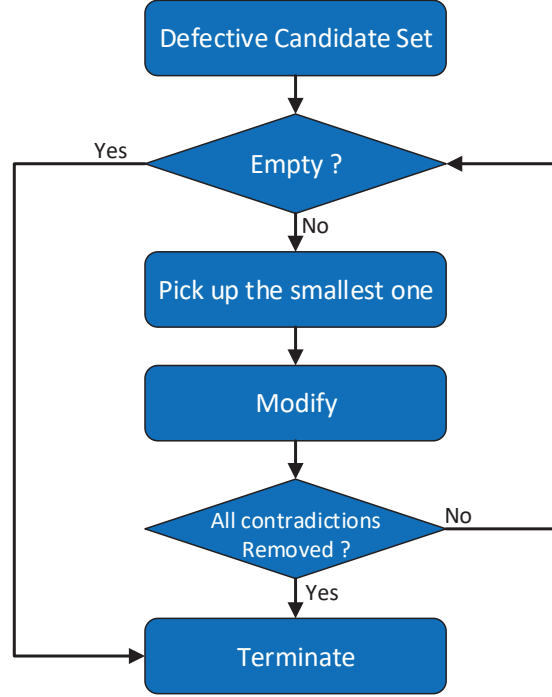 Defective Candidate Set
Yes
Empty ?
No
Pick up the smallest one
Modify
All contradictions
Removed ?
No
Yes
Terminate